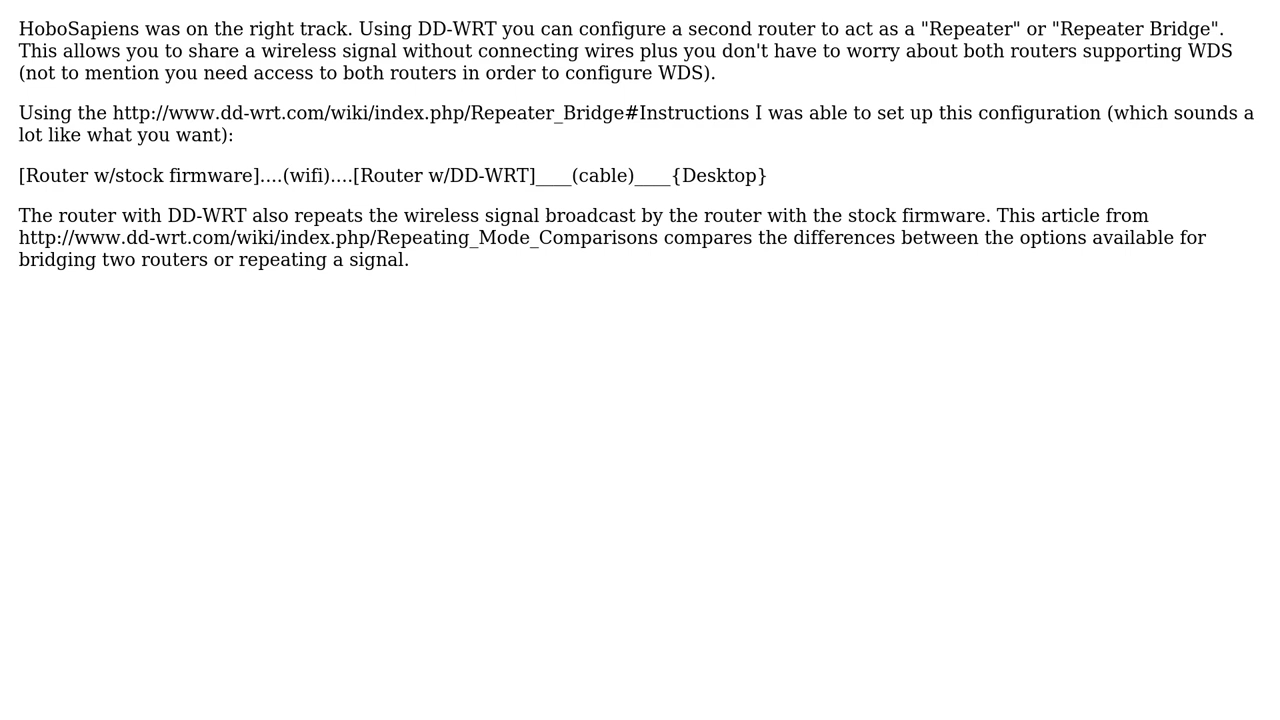 HoboSapiens was on the right track. Using DD-WRT you can configure a second router to act as a "Repeater" or "Repeater Bridge".
This allows you to share a wireless signal without connecting wires plus you don't have to worry about both routers supporting WDS
(not to mention you need access to both routers in order to configure WDS).
Using the http://www.dd-wrt.com/wiki/index.php/Repeater_Bridge#Instructions I was able to set up this configuration (which sounds a
lot like what you want):
[Router w/stock firmware]....(wifi)....[Router w/DD-WRT]____(cable)____{Desktop}
The router with DD-WRT also repeats the wireless signal broadcast by the router with the stock firmware. This article from
http://www.dd-wrt.com/wiki/index.php/Repeating_Mode_Comparisons compares the differences between the options available for
bridging two routers or repeating a signal.